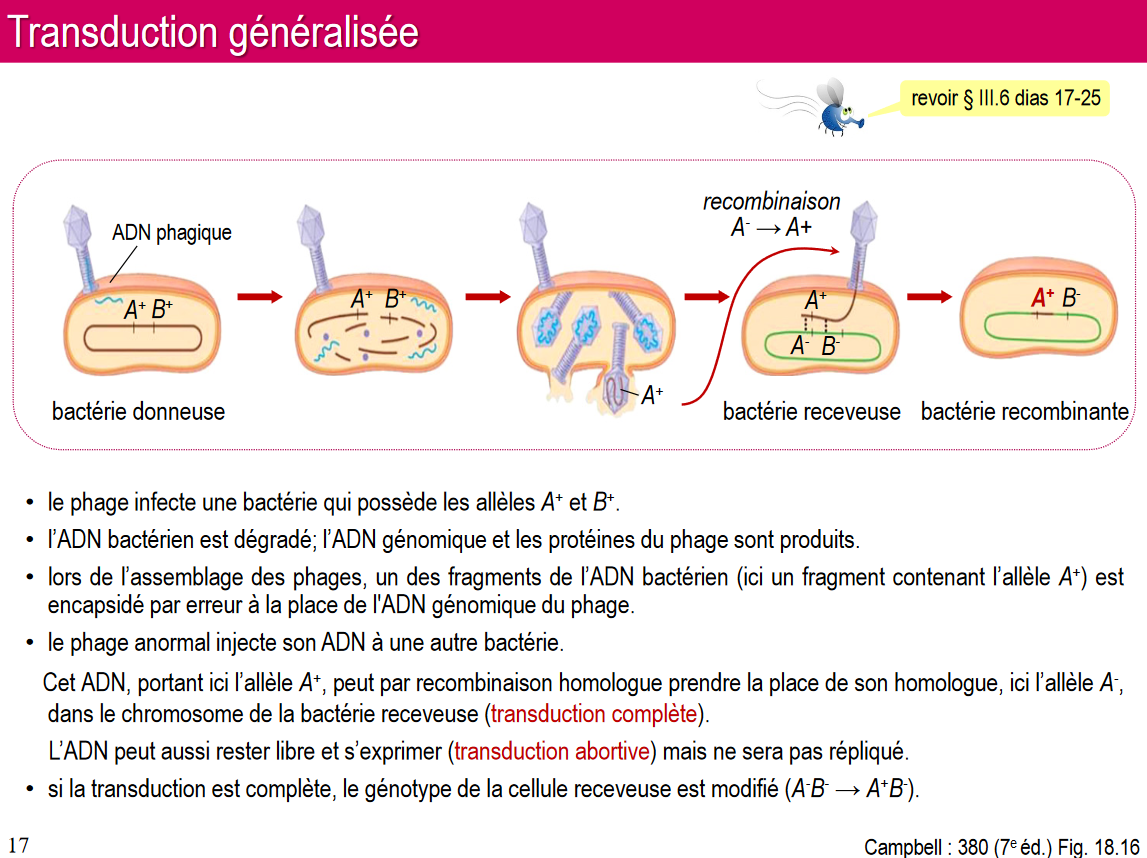 Transduction généralisée
revoir § III.6 dias 17-25
recombinaison
A- → A+
ADN phagique
A+ B+
A+ B+
A+
A- B-
A+ B-
A+
bactérie donneuse
bactérie receveuse
bactérie recombinante
• le phage infecte une bactérie qui possède les allèles A+ et B+.
• l’ADN bactérien est dégradé; l’ADN génomique et les protéines du phage sont produits.
• lors de l’assemblage des phages, un des fragments de l’ADN bactérien (ici un fragment contenant l’allèle A+) est
encapsidé par erreur à la place de l'ADN génomique du phage.
• le phage anormal injecte son ADN à une autre bactérie.
Cet ADN, portant ici l’allèle A+, peut par recombinaison homologue prendre la place de son homologue, ici l’allèle A-,
dans le chromosome de la bactérie receveuse (transduction complète).
L’ADN peut aussi rester libre et s’exprimer (transduction abortive) mais ne sera pas répliqué.
• si la transduction est complète, le génotype de la cellule receveuse est modifié (A-B- → A+B-).
17
Campbell : 380 (7e éd.) Fig. 18.16